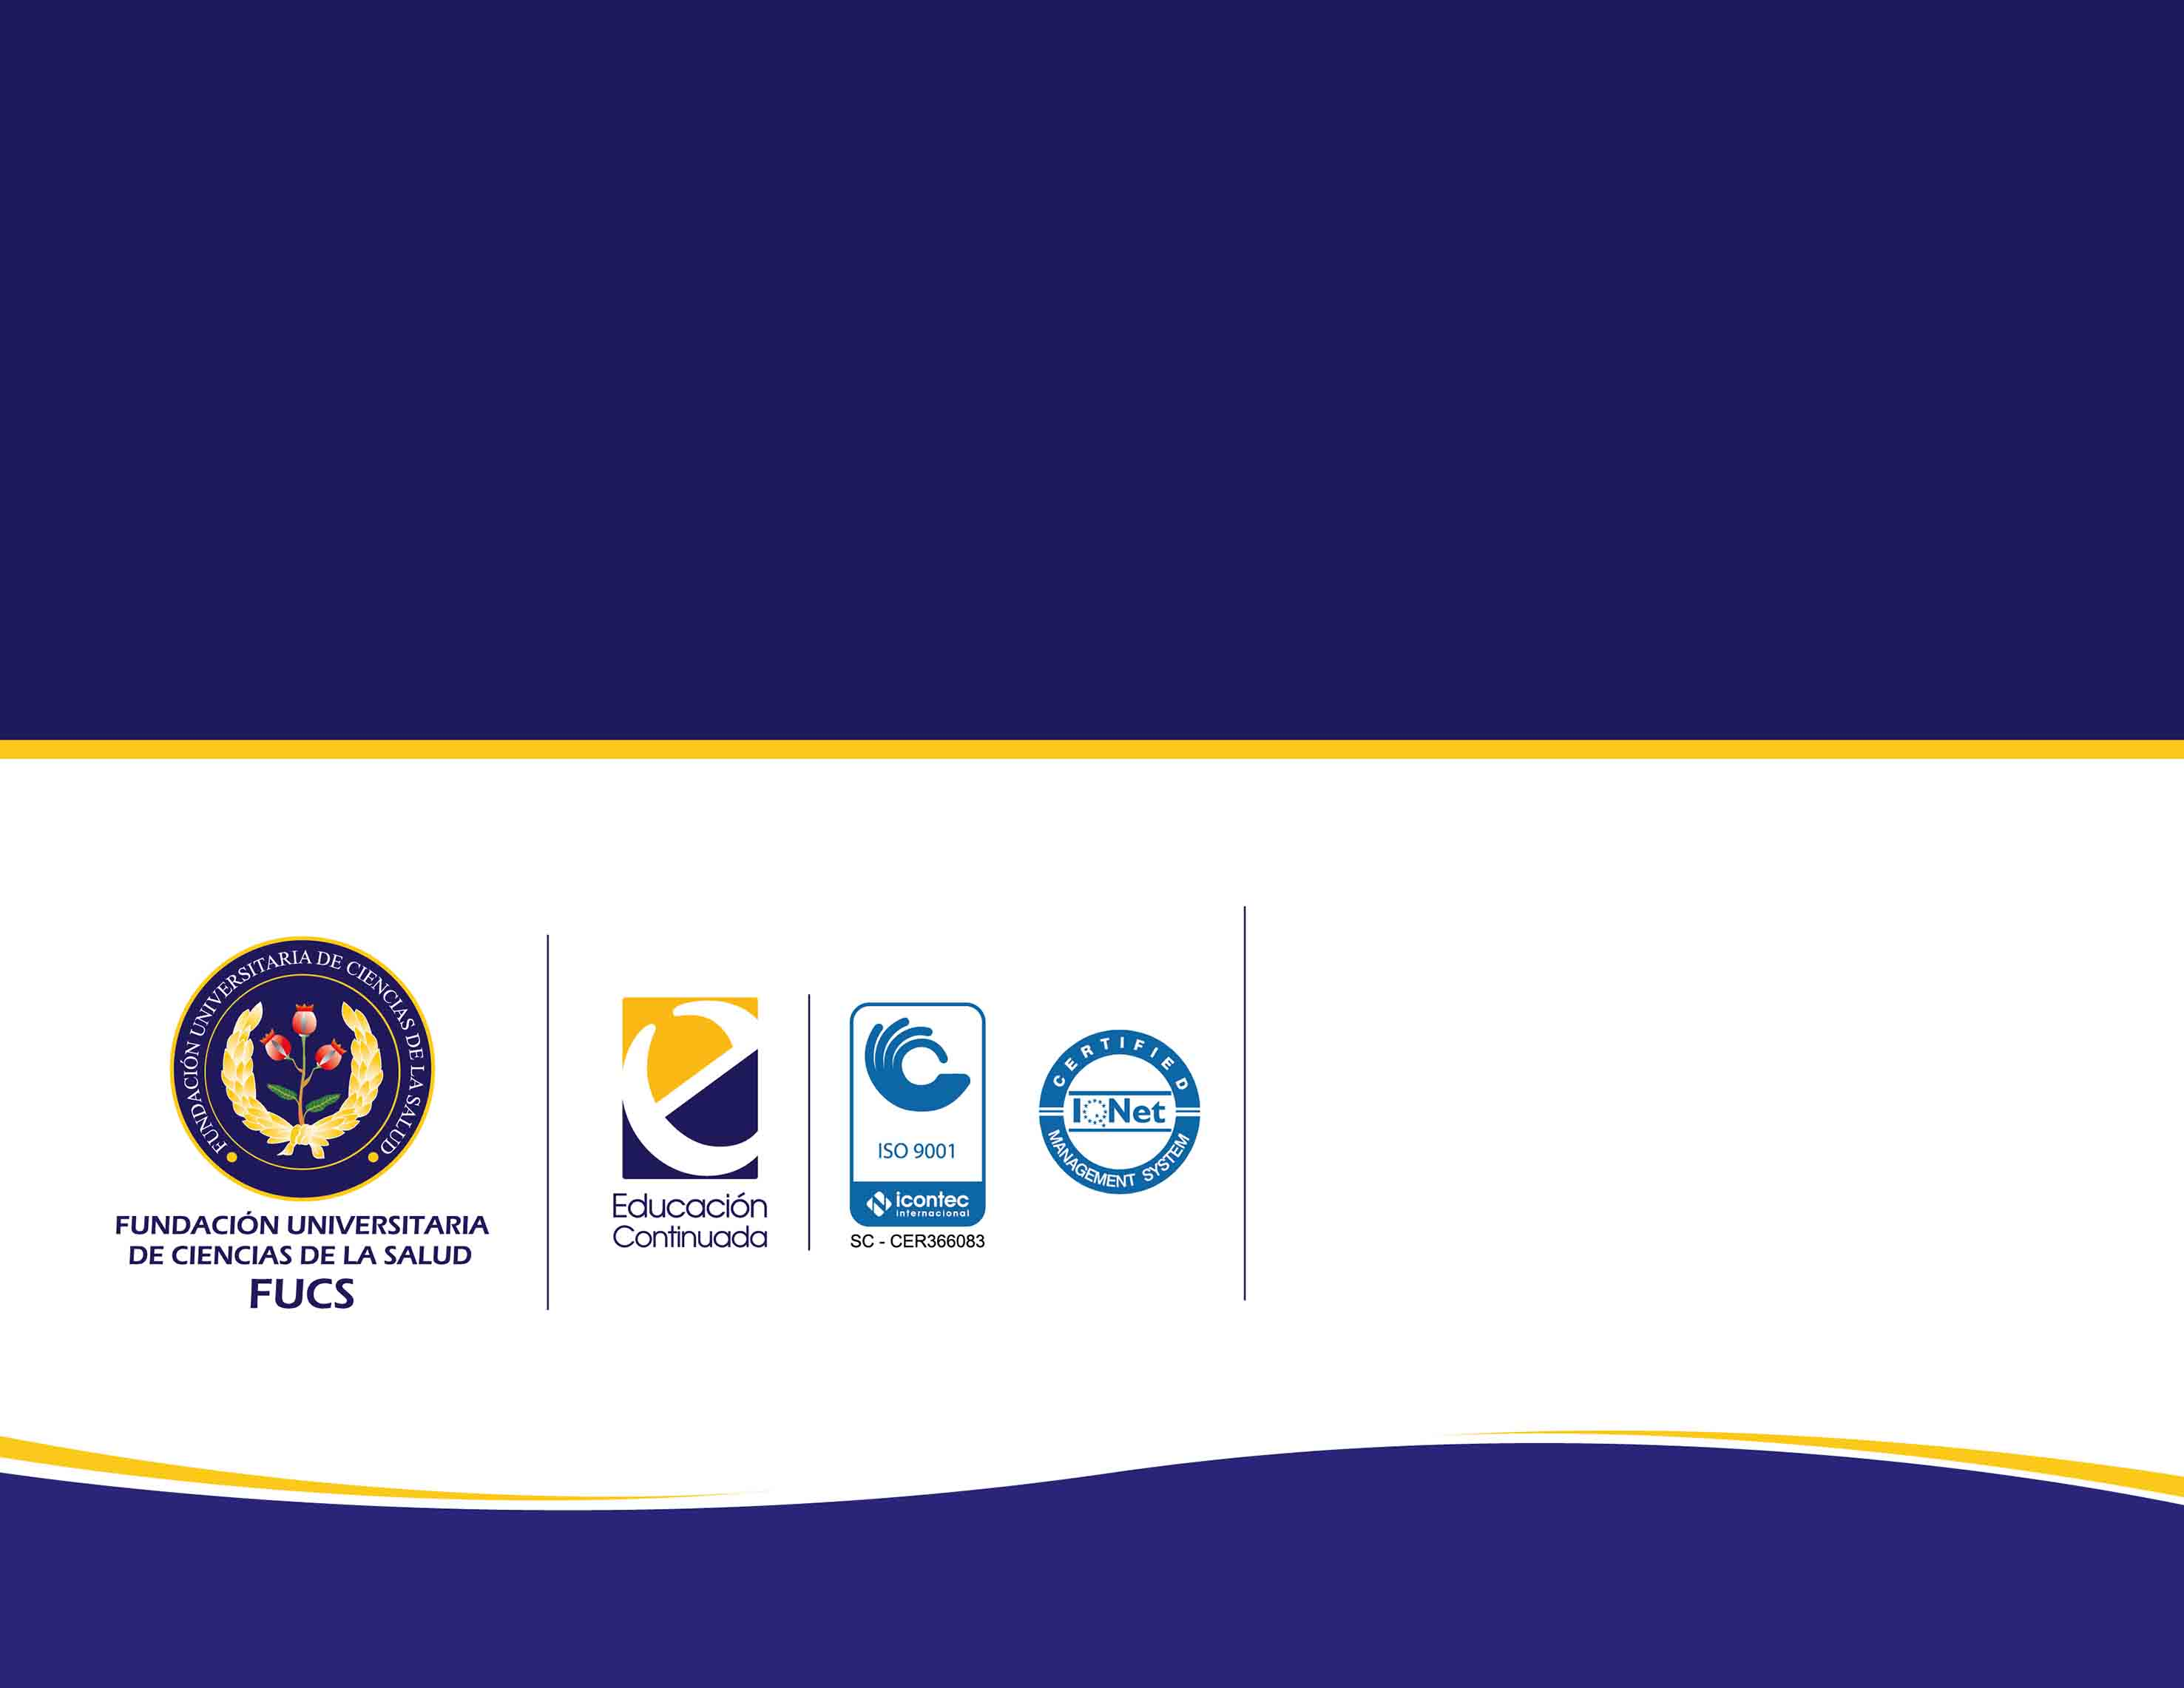 FUNDACIÓN UNIVERSITARIA DE CIENCIAS DE LA SALUD
FUNDACIÓN UNIVERSITARIA
DE CIENCIAS DE LA SALUD
FUCS
Educación
Continuada
ISO 9001
icontec
internacional
SC - CER366083
CERTIFIED
IQNet
MANAGEMENT SYSTEM